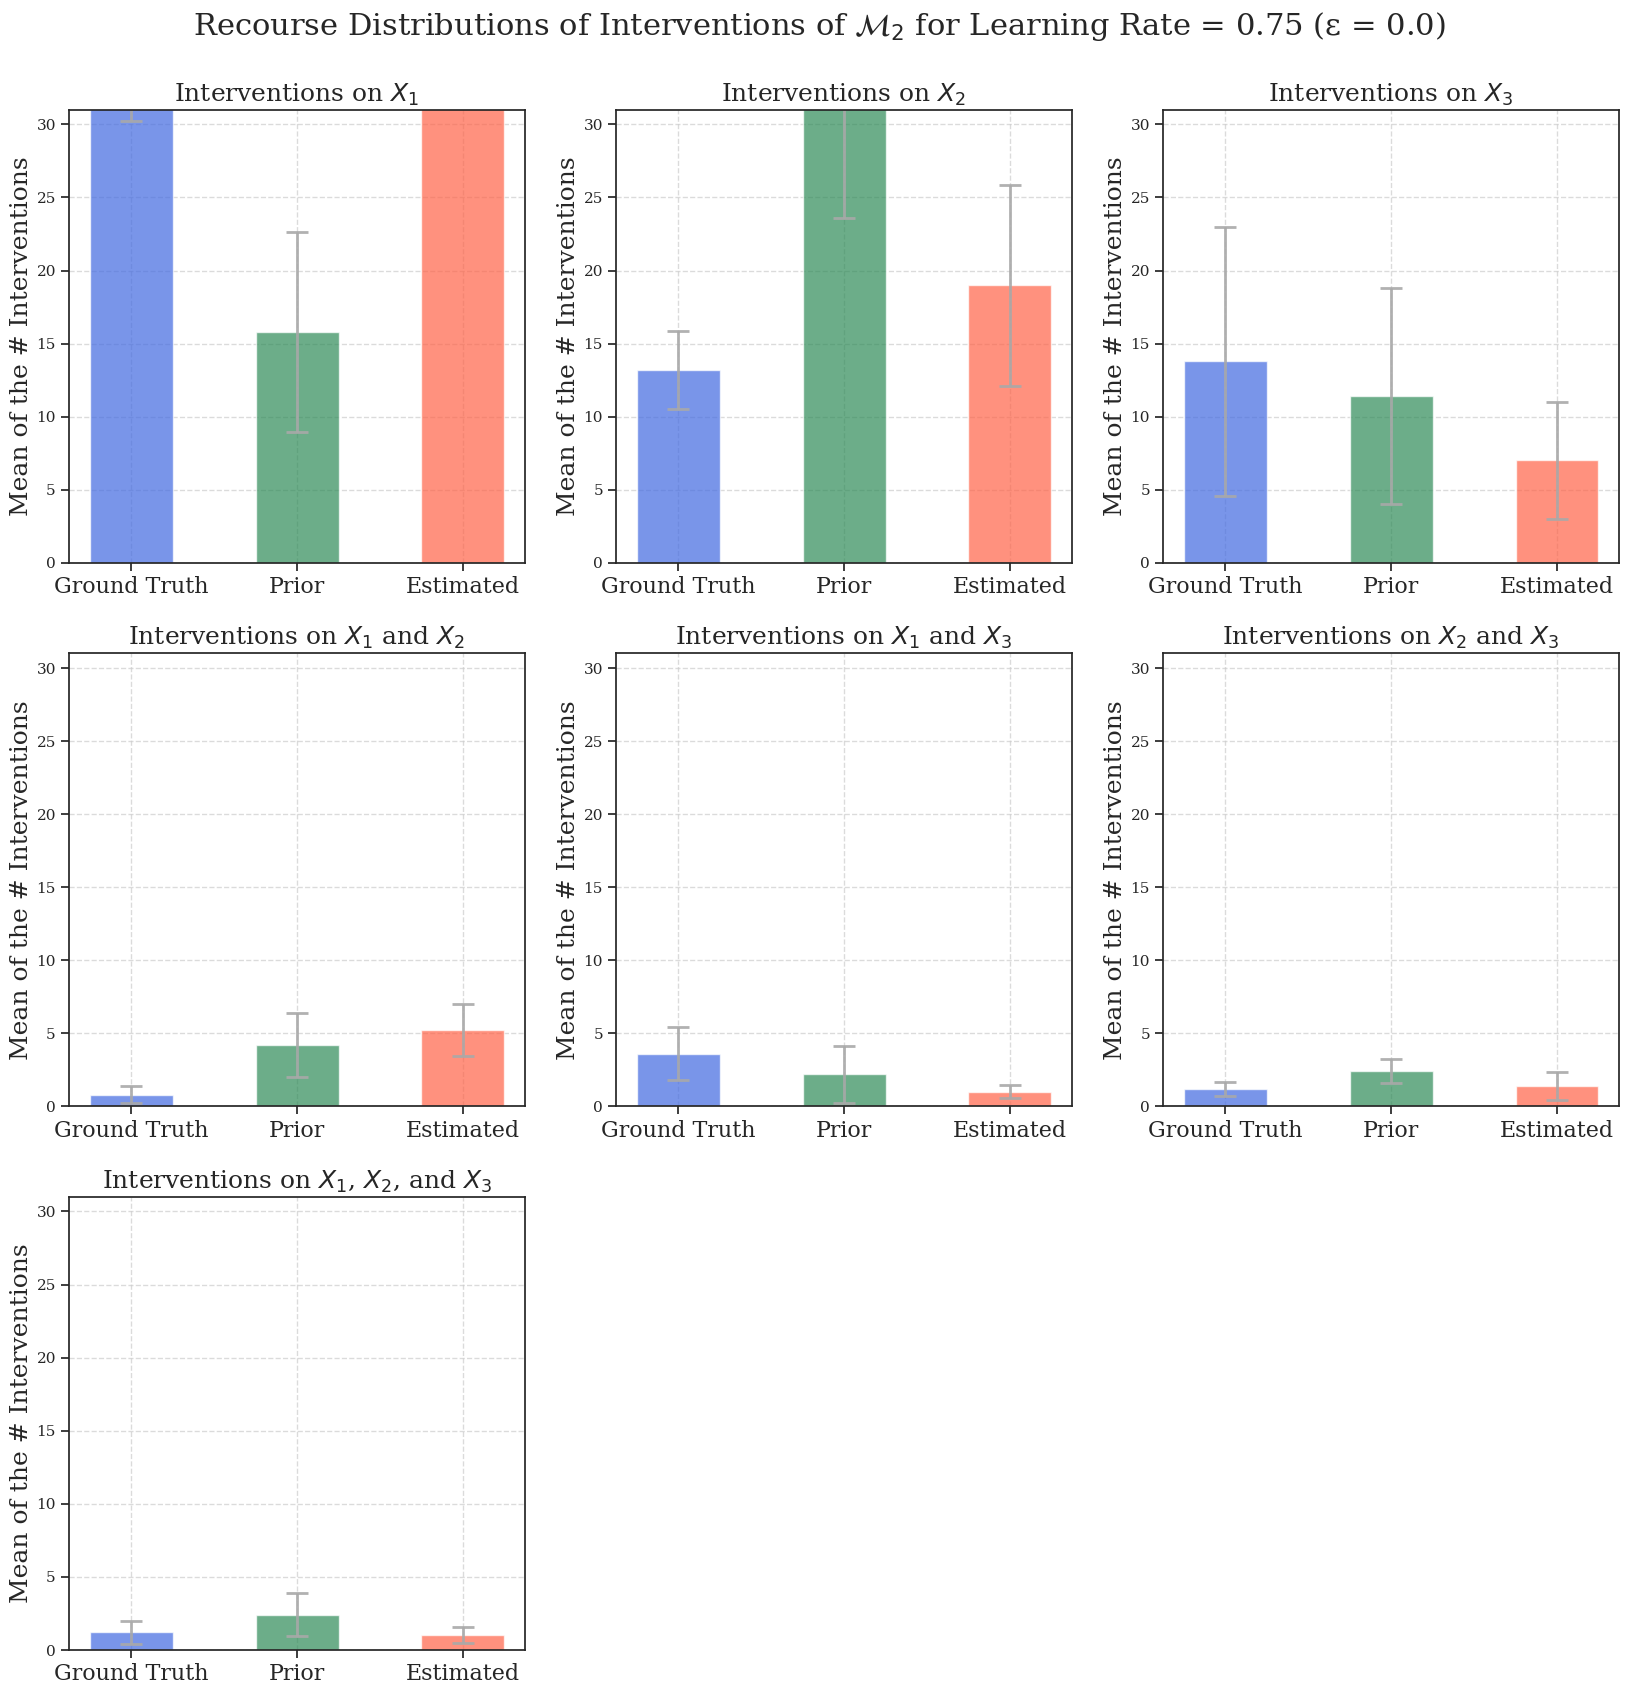 Recourse Distributions of Interventions of ℳ₂ for Learning Rate = 0.75 (ε = 0.0)
Interventions on X₁
Interventions on X₂
Interventions on X₃
Mean of the # Interventions
30
25
20
15
10
5
0
Ground Truth
Prior
Estimated
Mean of the # Interventions
30
25
20
15
10
5
0
Ground Truth
Prior
Estimated
Mean of the # Interventions
30
25
20
15
10
5
0
Ground Truth
Prior
Estimated
Interventions on X₁ and X₂
Interventions on X₁ and X₃
Interventions on X₂ and X₃
Mean of the # Interventions
30
25
20
15
10
5
0
Ground Truth
Prior
Estimated
Mean of the # Interventions
30
25
20
15
10
5
0
Ground Truth
Prior
Estimated
Mean of the # Interventions
30
25
20
15
10
5
0
Ground Truth
Prior
Estimated
Interventions on X₁, X₂, and X₃
Mean of the # Interventions
30
25
20
15
10
5
0
Ground Truth
Prior
Estimated